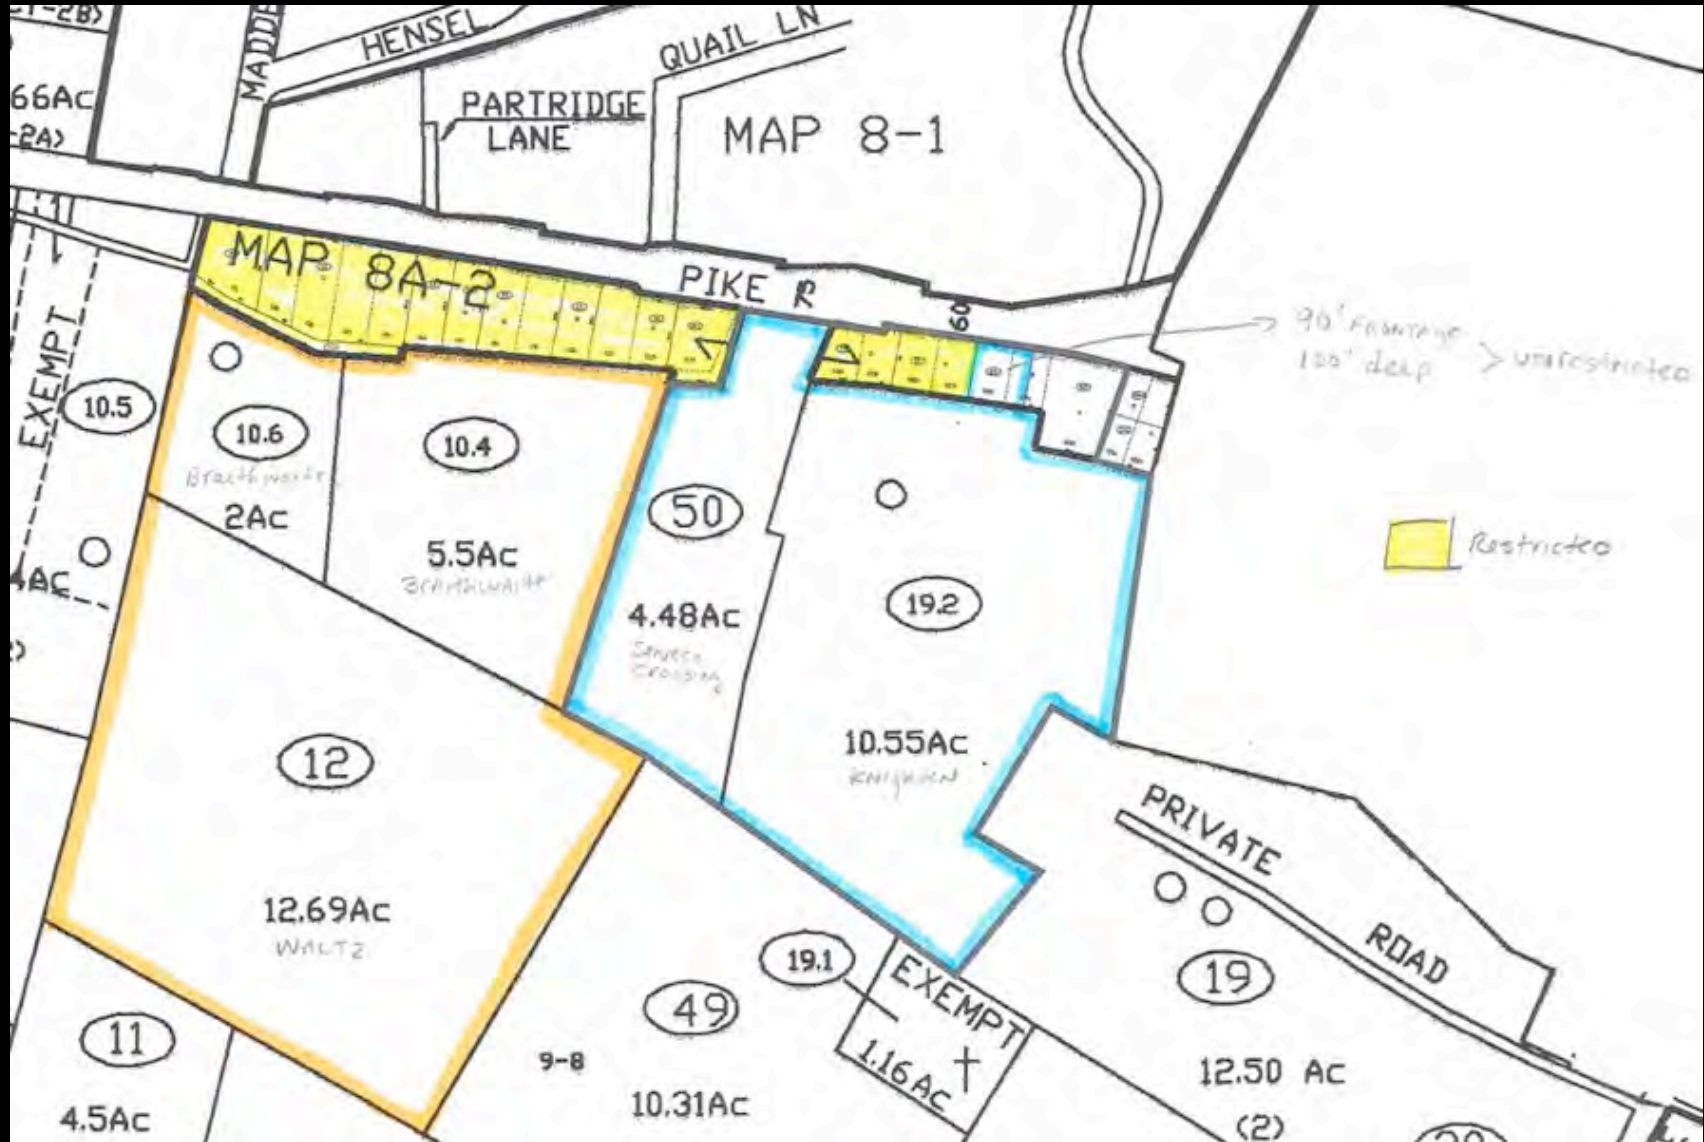 66Ac
HENSEL
QUAIL LN
PARTRIDGE
LANE
MAP 8-1
MAP 8A-2
PIKE
75
60
90' FRONTAGE
100' deep
unrestricted
EXEMPT
10.5
10.6
2Ac
10.4
5.5Ac
50
4.48Ac
19.2
10.55Ac
Restricted
12
12.69Ac
WALTZ
PRIVATE
ROAD
11
4.5Ac
49
9-8
10.31Ac
19.1
EXEMPT
1.16Ac
19
12.50 Ac
(2)